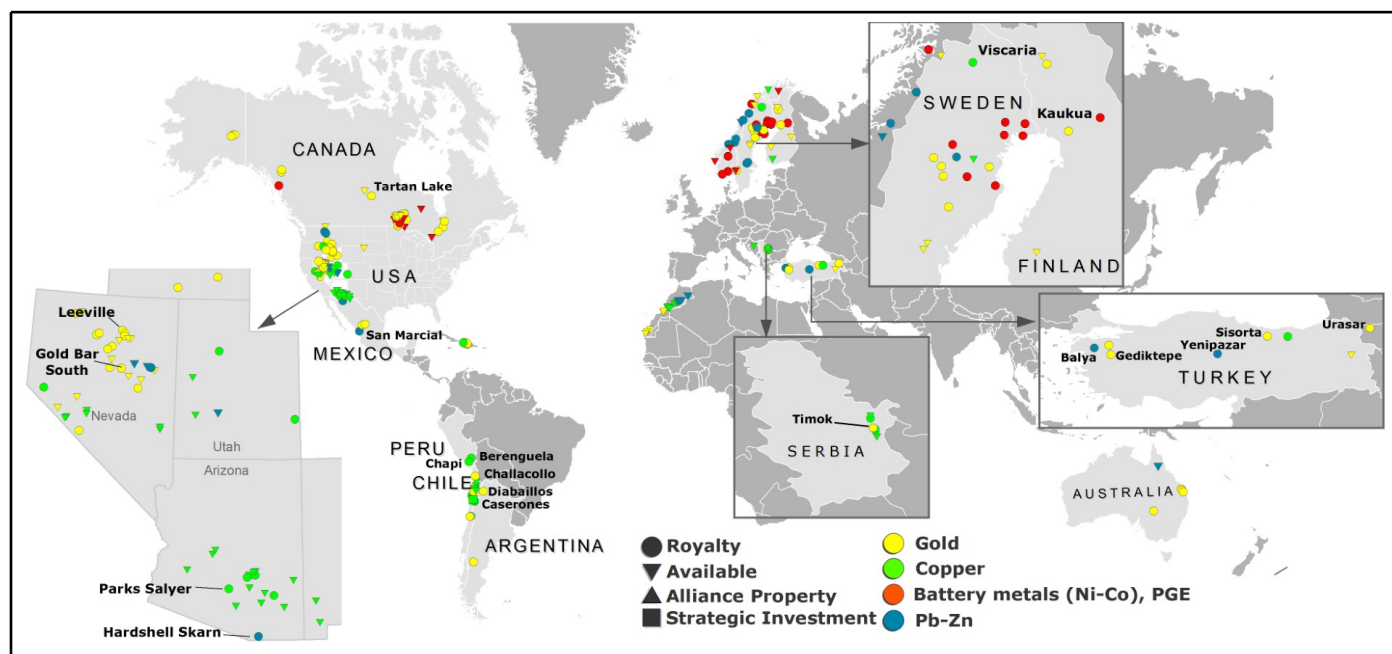 CANADA
Tartan Lake
USA
San Marcial
MEXICO
Leeville
Gold Bar
South
Nevada
Utah
Arizona
Parks Salyer
Hardshell Skarn
PERU
Berenguela
Chapi
Challacollo
CHILE
Diabaillos
Caserones
ARGENTINA
Viscaria
SWEDEN
Kaukua
FINLAND
Timok
SERBIA
Urasar
Sisorta
Yenipazar
Balya
Gediktepe
TURKEY
AUSTRALIA
Royalty
Available
Alliance Property
Strategic Investment
Gold
Copper
Battery metals (Ni-Co), PGE
Pb-Zn